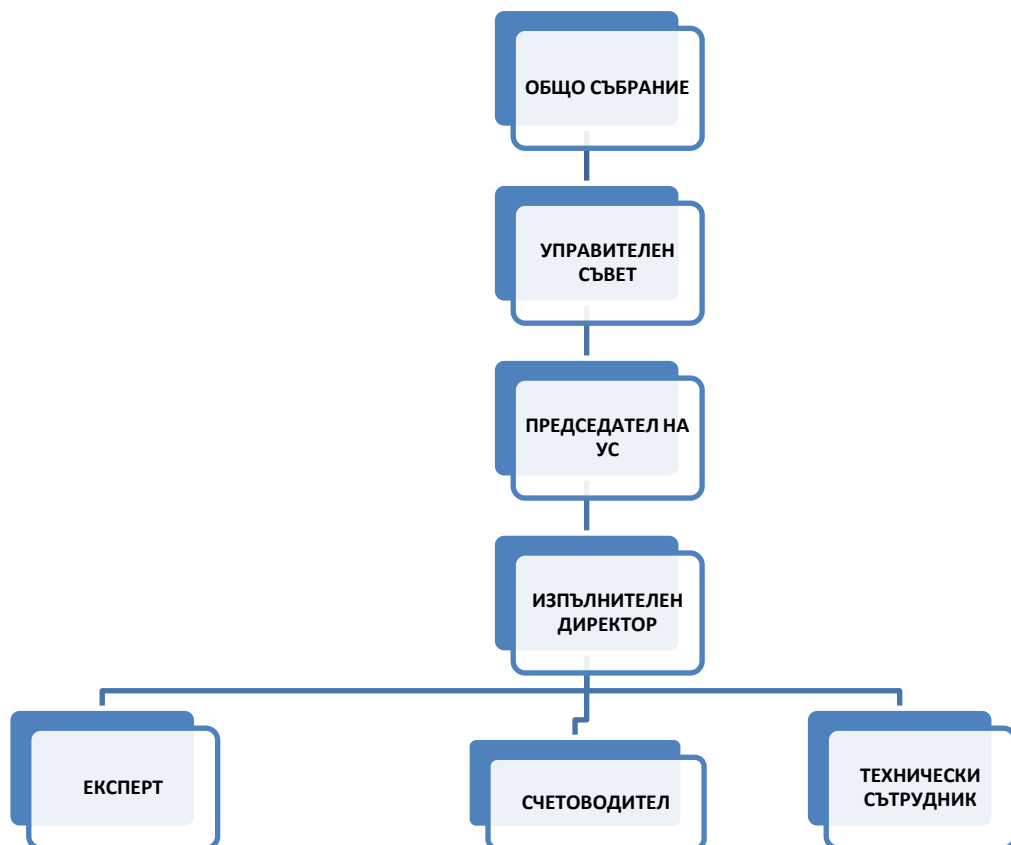 ОБЩО СЪБРАНИЕ
УПРАВИТЕЛЕН
СЪВЕТ
ПРЕДСЕДАТЕЛ НА
УС
ИЗПЪЛНИТЕЛЕН
ДИРЕКТОР
ЕКСПЕРТ
СЧЕТОВОДИТЕЛ
ТЕХНИЧЕСКИ
СЪТРУДНИК